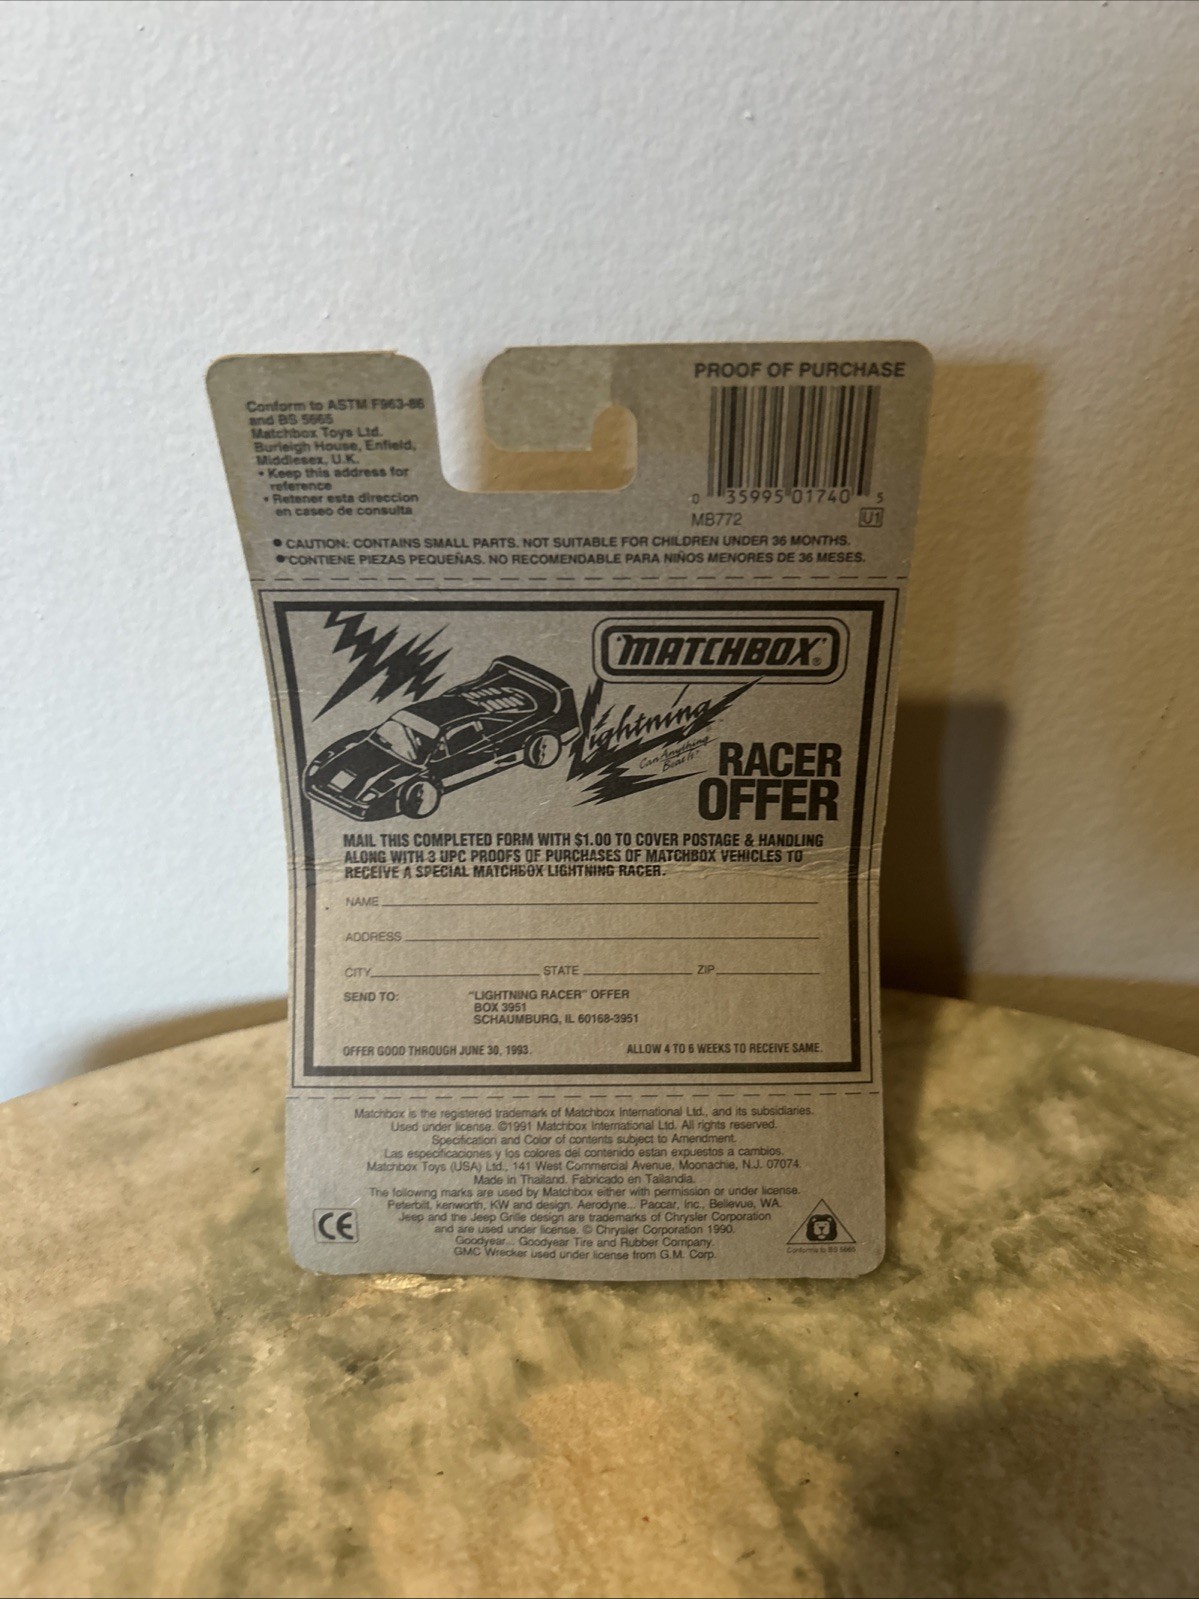 Conform to ASTM F963-86
and BS 5665
Matchbox Toys Ltd.
Burleigh House, Enfield,
Middlesex, U.K.
• Keep this address for
reference
• Retener esta direccion
en caseo de consulta
PROOF OF PURCHASE
0 35995 01740 5
MB772
U1
• CAUTION: CONTAINS SMALL PARTS. NOT SUITABLE FOR CHILDREN UNDER 36 MONTHS.
• CONTIENE PIEZAS PEQUEÑAS. NO RECOMENDABLE PARA NIÑOS MENORES DE 36 MESES.
"MATCHBOX"®
Lightning
Can Anything
Beat It™
RACER
OFFER
MAIL THIS COMPLETED FORM WITH $1.00 TO COVER POSTAGE & HANDLING
ALONG WITH 3 UPC PROOFS OF PURCHASES OF MATCHBOX VEHICLES TO
RECEIVE A SPECIAL MATCHBOX LIGHTNING RACER.
NAME
ADDRESS
CITY STATE ZIP
SEND TO: "LIGHTNING RACER" OFFER
BOX 3951
SCHAUMBURG, IL 60168-3951
OFFER GOOD THROUGH JUNE 30, 1993. ALLOW 4 TO 6 WEEKS TO RECEIVE SAME.
Matchbox is the registered trademark of Matchbox International Ltd., and its subsidiaries.
Used under license. ©1991 Matchbox International Ltd. All rights reserved.
Specification and Color of contents subject to Amendment.
Las especificaciones y los colores del contenido estan expuestos a cambios.
Matchbox Toys (USA) Ltd., 141 West Commercial Avenue, Moonachie, N.J. 07074.
Made in Thailand. Fabricado en Tailandia.
The following marks are used by Matchbox either with permission or under license.
Peterbilt, kenworth, KW and design, Aerodyne... Paccar, Inc., Bellevue, WA.
Jeep and the Jeep Grille design are trademarks of Chrysler Corporation
and are used under license. © Chrysler Corporation 1990.
Goodyear... Goodyear Tire and Rubber Company.
GMC Wrecker used under license from G.M. Corp.
CE
Conforms to BS 5665